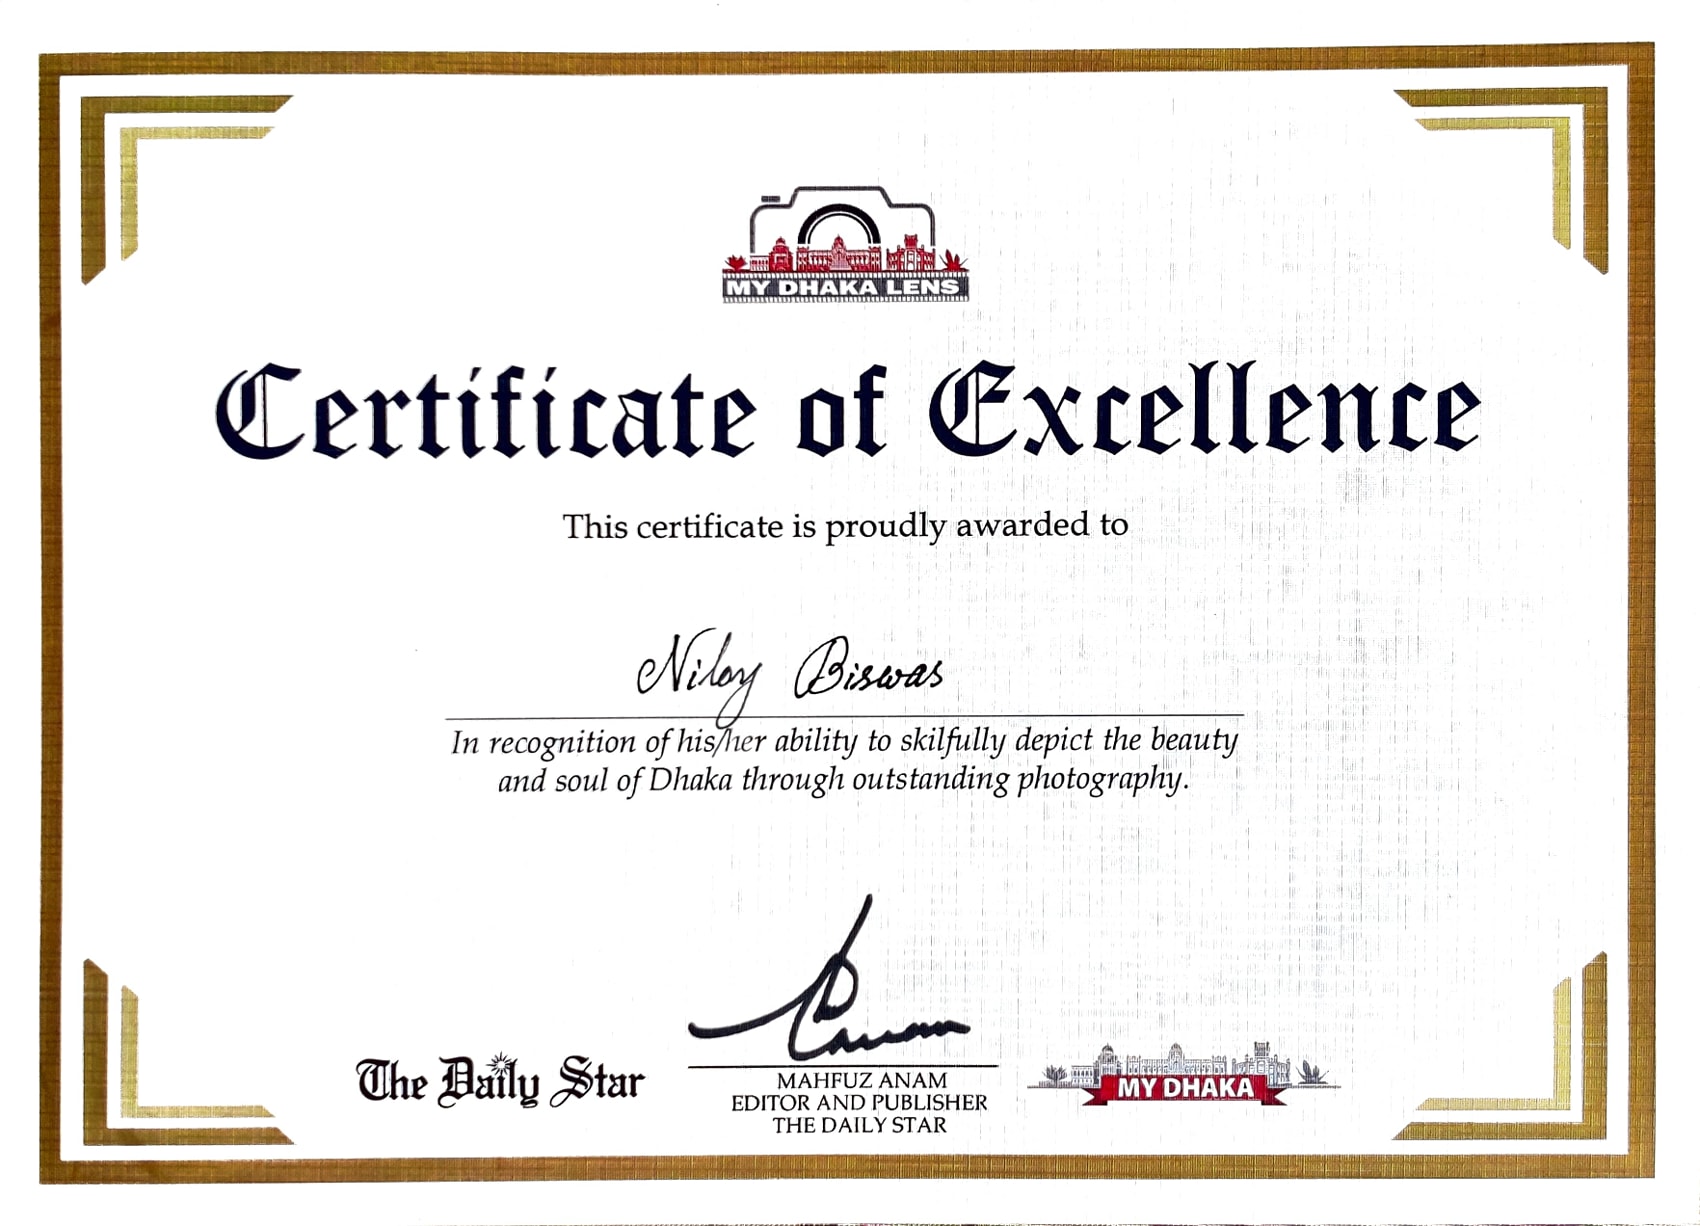 MY DHAKA LENS
Certificate of Excellence
This certificate is proudly awarded to
Niloy Biswas
In recognition of his/her ability to skilfully depict the beauty
and soul of Dhaka through outstanding photography.
The Daily Star
MAHFUZ ANAM
EDITOR AND PUBLISHER
THE DAILY STAR
MY DHAKA